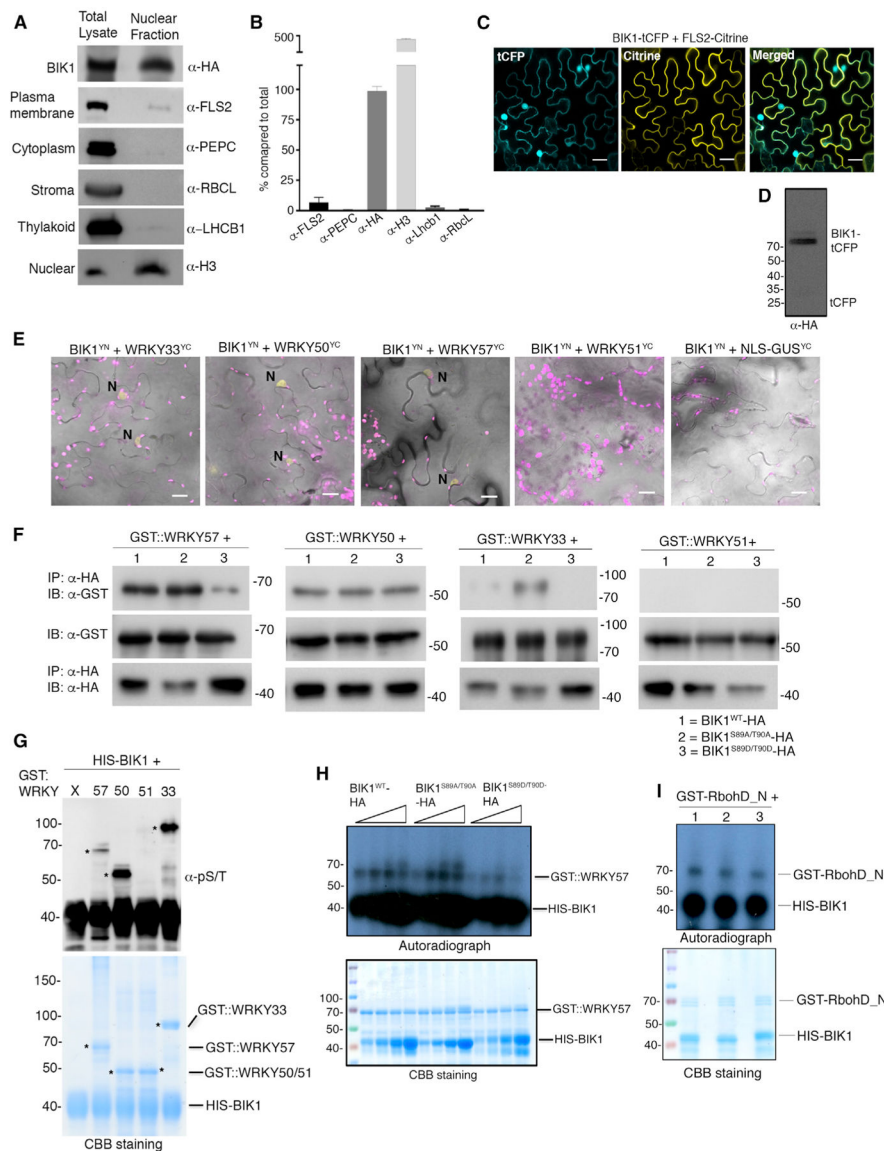 A
Total Lysate
Nuclear Fraction
BIK1
α-HA
Plasma membrane
α-FLS2
Cytoplasm
α-PEPC
Stroma
α-RBCL
Thylakoid
α-LHCB1
Nuclear
α-H3
B
% comapred to total
500
100
75
50
25
0
α-FLS2
α-PEPC
α-HA
α-H3
α-Lhcb1
α-RbcL
C
BIK1-tCFP + FLS2-Citrine
tCFP
Citrine
Merged
D
70-
50-
40-
35-
25-
BIK1-tCFP
tCFP
α-HA
E
BIK1YN + WRKY33YC
BIK1YN + WRKY50YC
BIK1YN + WRKY57YC
BIK1YN + WRKY51YC
BIK1YN + NLS-GUSYC
N
N
N
N
N
N
F
GST::WRKY57 +
GST::WRKY50 +
GST::WRKY33 +
GST::WRKY51+
1 2 3
1 2 3
1 2 3
1 2 3
IP: α-HA
IB: α-GST
-70
-50
-100
-70
-50
IB: α-GST
-70
-50
-100
-70
-50
IP: α-HA
IB: α-HA
-40
-40
-40
-40
1 = BIK1WT-HA
2 = BIK1S89A/T90A-HA
3 = BIK1S89D/T90D-HA
G
HIS-BIK1 +
GST:
WRKY X 57 50 51 33
100-
70-
50-
40-
* * *
α-pS/T
200-
100-
70-
50-
40-
* * * *
GST::WRKY33
GST::WRKY57
GST::WRKY50/51
HIS-BIK1
CBB staining
H
BIK1WT-HA
BIK1S89A/T90A-HA
BIK1S89D/T90D-HA
70-
50-
40-
GST::WRKY57
HIS-BIK1
Autoradiograph
100-
70-
50-
40-
GST::WRKY57
HIS-BIK1
CBB staining
I
GST-RbohD_N +
1 2 3
70-
50-
40-
GST-RbohD_N
HIS-BIK1
Autoradiograph
70-
50-
40-
GST-RbohD_N
HIS-BIK1
CBB staining